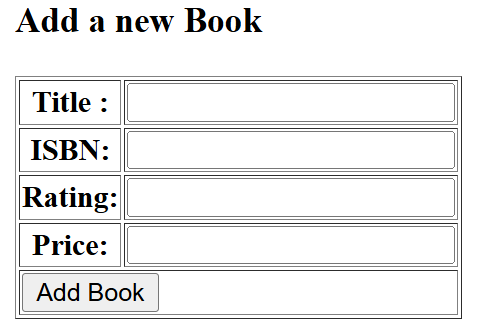 Add a new Book
Title :
ISBN:
Rating:
Price:
Add Book